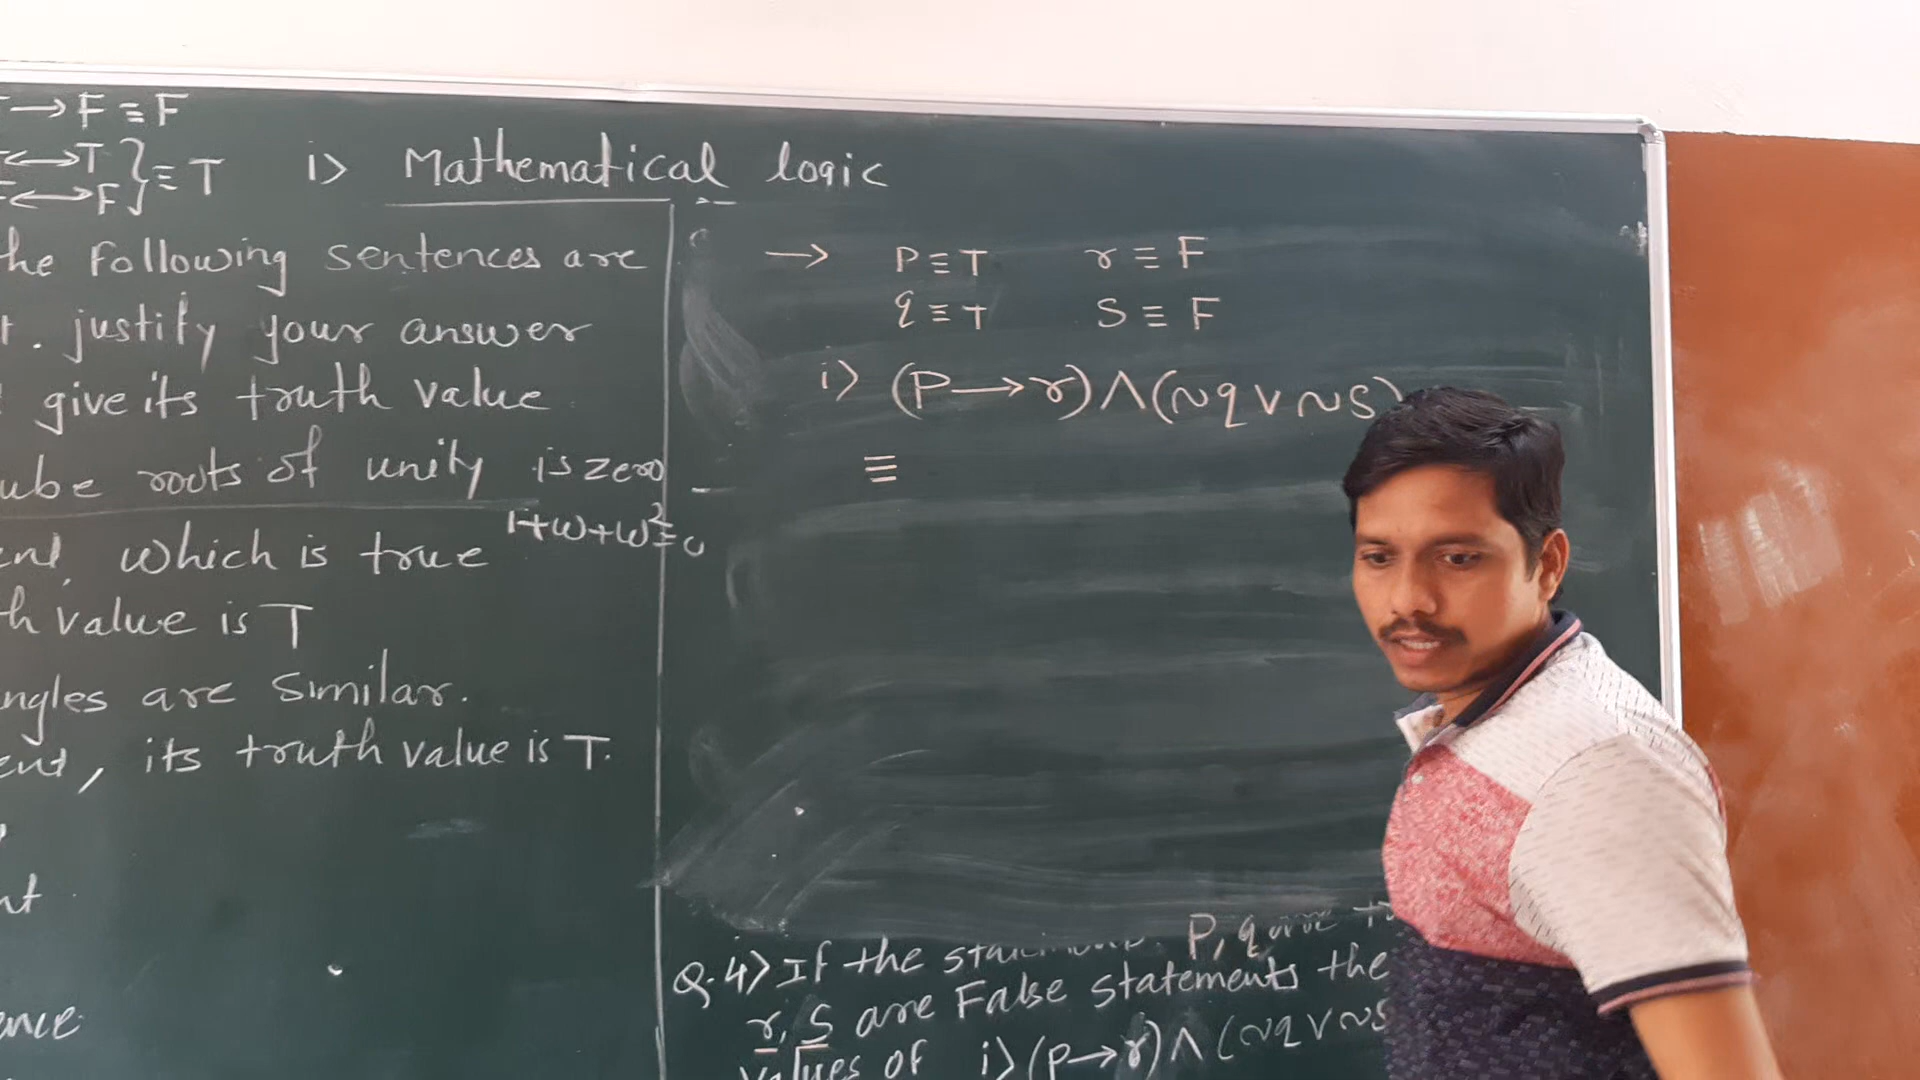 → F ≡ F
↔ T } ≡ T
↔ F
i> Mathematical logic
he following sentences are
t. justify your answer
give its truth value
ube roots of unity is zero
1+ω+ω²=0
ent, which is true
th value is T
ngles are Similar.
ent, its truth value is T.
nt
ence
→ P ≡ T r ≡ F
q ≡ T S ≡ F
i> (P→r)∧(~q∨~S)
≡
Q.4> If the P, q are
r, S are False statements the
values of i> (p→r)∧(~q∨~S